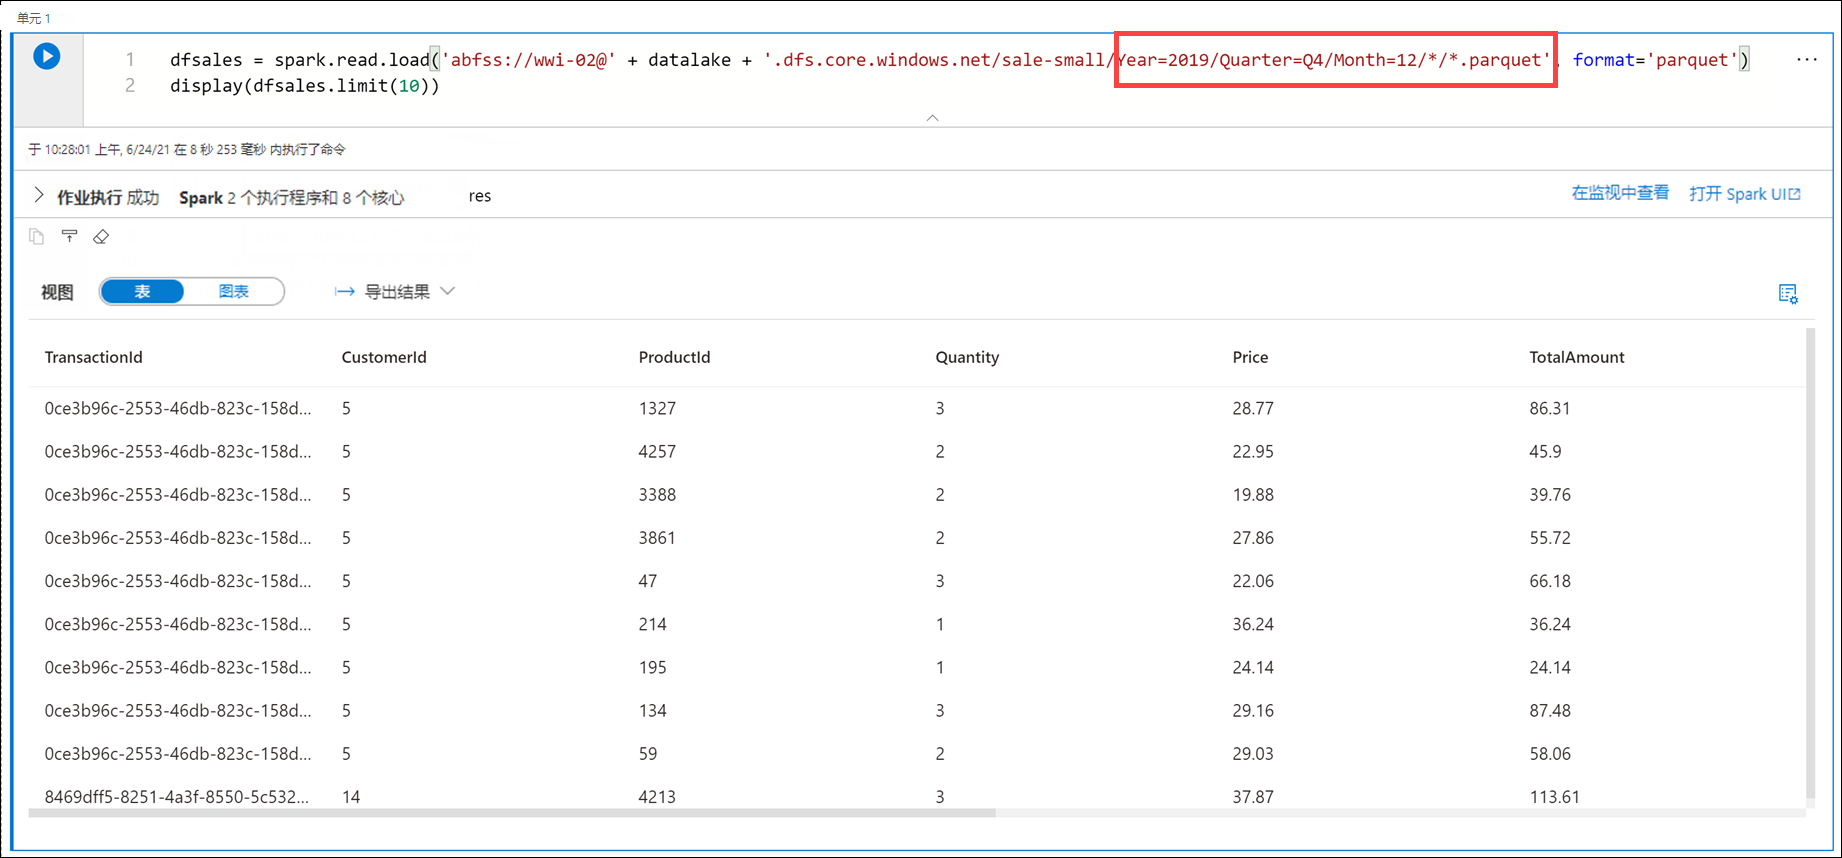 单元 1
1 dfsales = spark.read.load('abfss://wwi-02@' + datalake + '.dfs.core.windows.net/sale-small/Year=2019/Quarter=Q4/Month=12/*/*.parquet', format='parquet')
2 display(dfsales.limit(10))
于 10:28:01 上午, 6/24/21 在 8 秒 253 毫秒 内执行了命令
作业执行 成功 Spark 2 个执行程序和 8 个核心 res 在监视中查看 打开 Spark UI
视图 表 图表 导出结果
TransactionId CustomerId ProductId Quantity Price TotalAmount
0ce3b96c-2553-46db-823c-158d... 5 1327 3 28.77 86.31
0ce3b96c-2553-46db-823c-158d... 5 4257 2 22.95 45.9
0ce3b96c-2553-46db-823c-158d... 5 3388 2 19.88 39.76
0ce3b96c-2553-46db-823c-158d... 5 3861 2 27.86 55.72
0ce3b96c-2553-46db-823c-158d... 5 47 3 22.06 66.18
0ce3b96c-2553-46db-823c-158d... 5 214 1 36.24 36.24
0ce3b96c-2553-46db-823c-158d... 5 195 1 24.14 24.14
0ce3b96c-2553-46db-823c-158d... 5 134 3 29.16 87.48
0ce3b96c-2553-46db-823c-158d... 5 59 2 29.03 58.06
8469dff5-8251-4a3f-8550-5c532... 14 4213 3 37.87 113.61